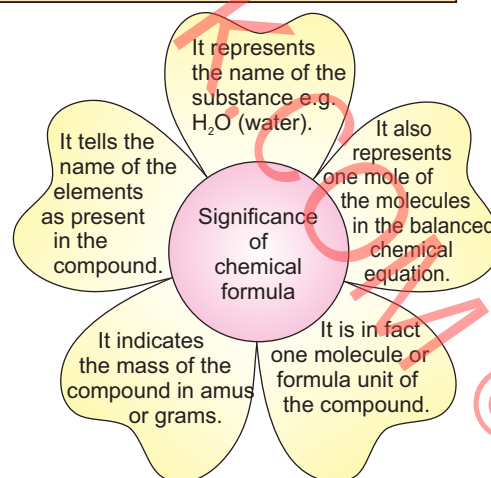 It represents
the name of the
substance e.g.
H₂O (water).
It also
represents
one mole of
the molecules
in the balanced
chemical
equation.
It is in fact
one molecule or
formula unit of
the compound.
It indicates
the mass of the
compound in amus
or grams.
It tells the
name of the
elements
as present
in the
compound.
Significance
of
chemical
formula
K.COM
©